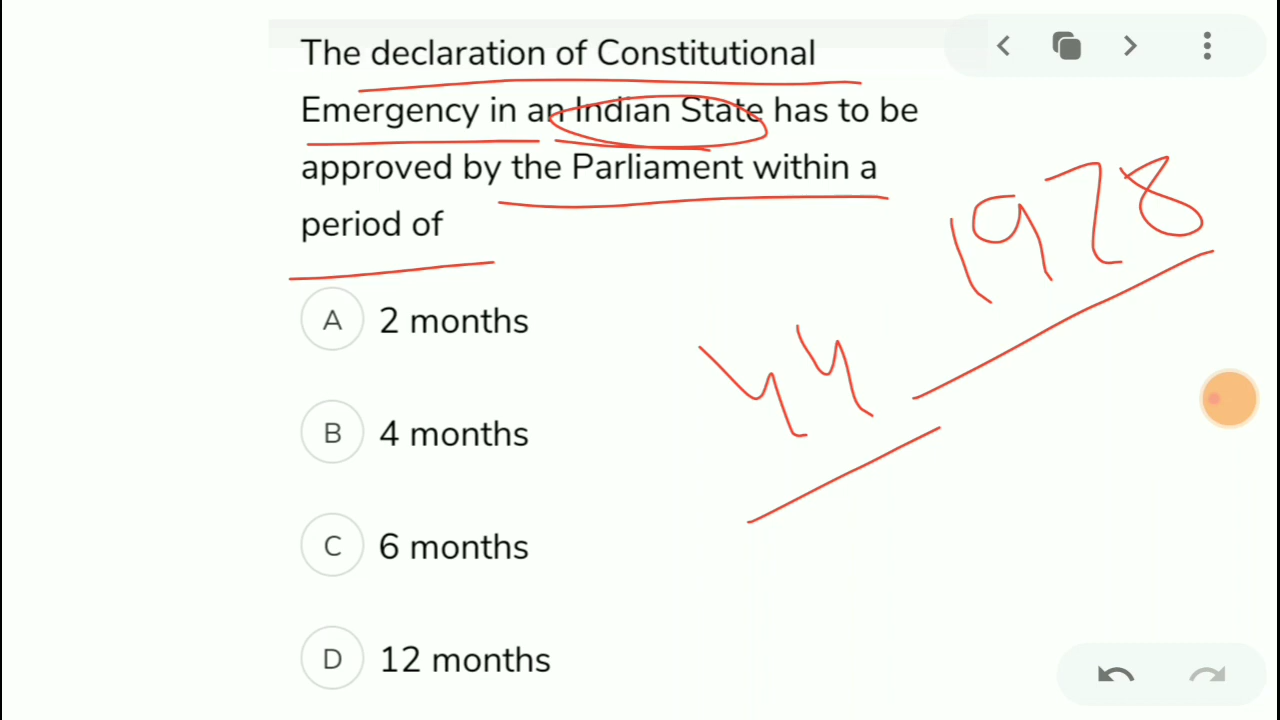 The declaration of Constitutional
Emergency in an Indian State has to be
approved by the Parliament within a
period of
1978
A 2 months
44
B 4 months
C 6 months
D 12 months